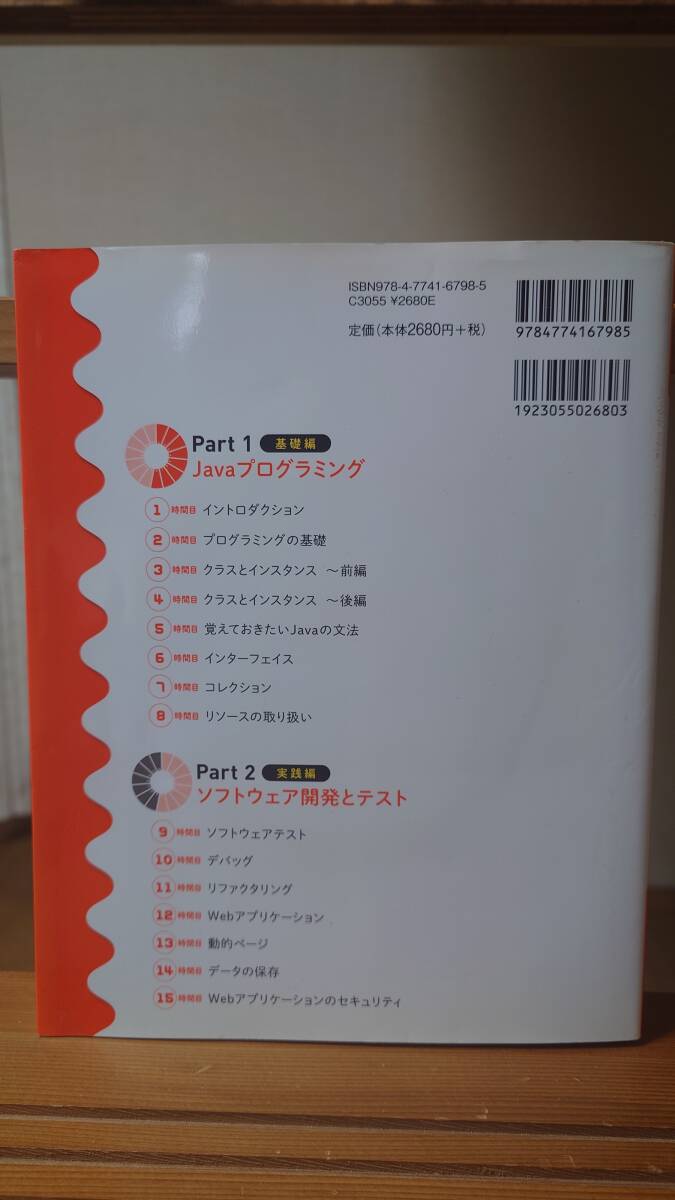 ISBN978-4-7741-6798-5
C3055 ¥2680E
定価(本体2680円+税)
9784774167985
1923055026803
Part 1 基礎編
Javaプログラミング
1 時間目 イントロダクション
2 時間目 プログラミングの基礎
3 時間目 クラスとインスタンス ～前編
4 時間目 クラスとインスタンス ～後編
5 時間目 覚えておきたいJavaの文法
6 時間目 インターフェイス
7 時間目 コレクション
8 時間目 リソースの取り扱い
Part 2 実践編
ソフトウェア開発とテスト
9 時間目 ソフトウェアテスト
10 時間目 デバッグ
11 時間目 リファクタリング
12 時間目 Webアプリケーション
13 時間目 動的ページ
14 時間目 データの保存
15 時間目 Webアプリケーションのセキュリティ